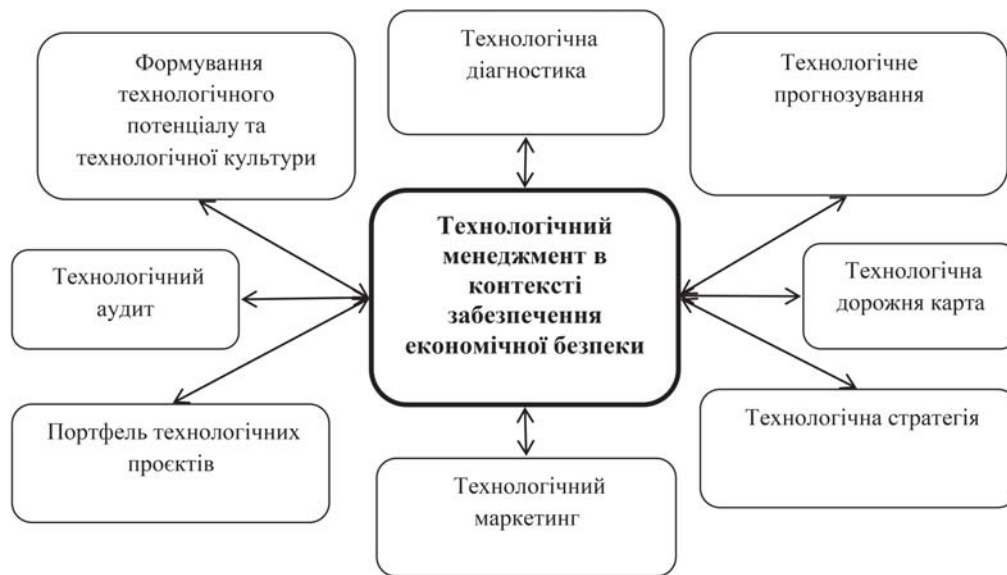 Формування
технологічного
потенціалу та
технологічної культури
Технологічна
діагностика
Технологічне
прогнозування
Технологічний
аудит
Технологічний
менеджмент в
контексті
забезпечення
економічної безпеки
Технологічна
дорожня карта
Портфель технологічних
проєктів
Технологічний
маркетинг
Технологічна стратегія